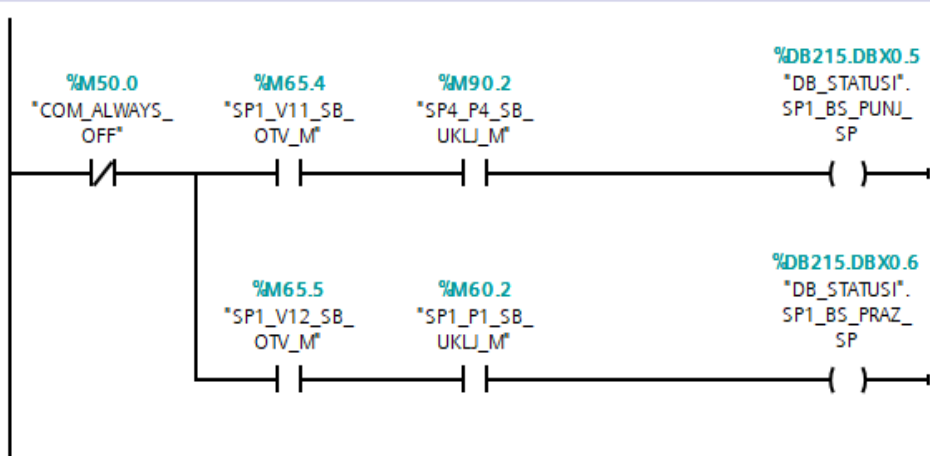 %M50.0
"COM_ALWAYS_
OFF"
%M65.4
"SP1_V11_SB_
OTV_M"
%M90.2
"SP4_P4_SB_
UKLJ_M"
%DB215.DBX0.5
"DB_STATUSI".
SP1_BS_PUNJ_
SP
%M65.5
"SP1_V12_SB_
OTV_M"
%M60.2
"SP1_P1_SB_
UKLJ_M"
%DB215.DBX0.6
"DB_STATUSI".
SP1_BS_PRAZ_
SP